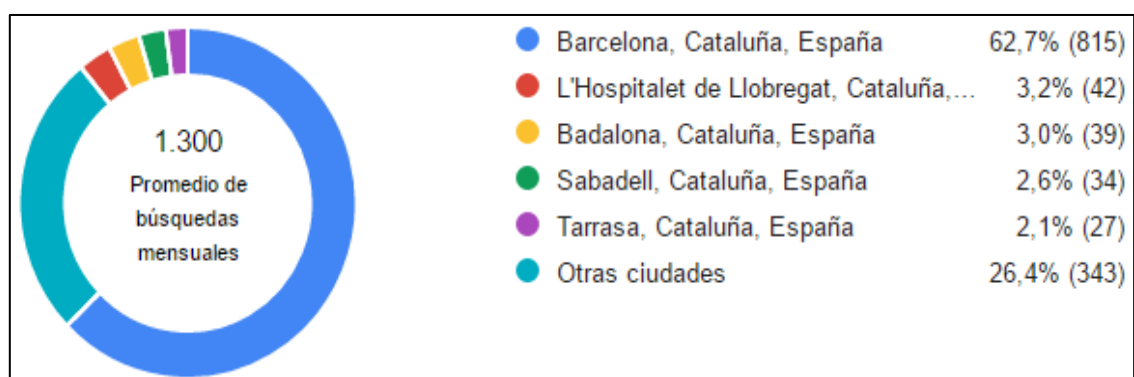 1.300
Promedio de
búsquedas
mensuales
Barcelona, Cataluña, España 62,7% (815)
L'Hospitalet de Llobregat, Cataluña,... 3,2% (42)
Badalona, Cataluña, España 3,0% (39)
Sabadell, Cataluña, España 2,6% (34)
Tarrasa, Cataluña, España 2,1% (27)
Otras ciudades 26,4% (343)